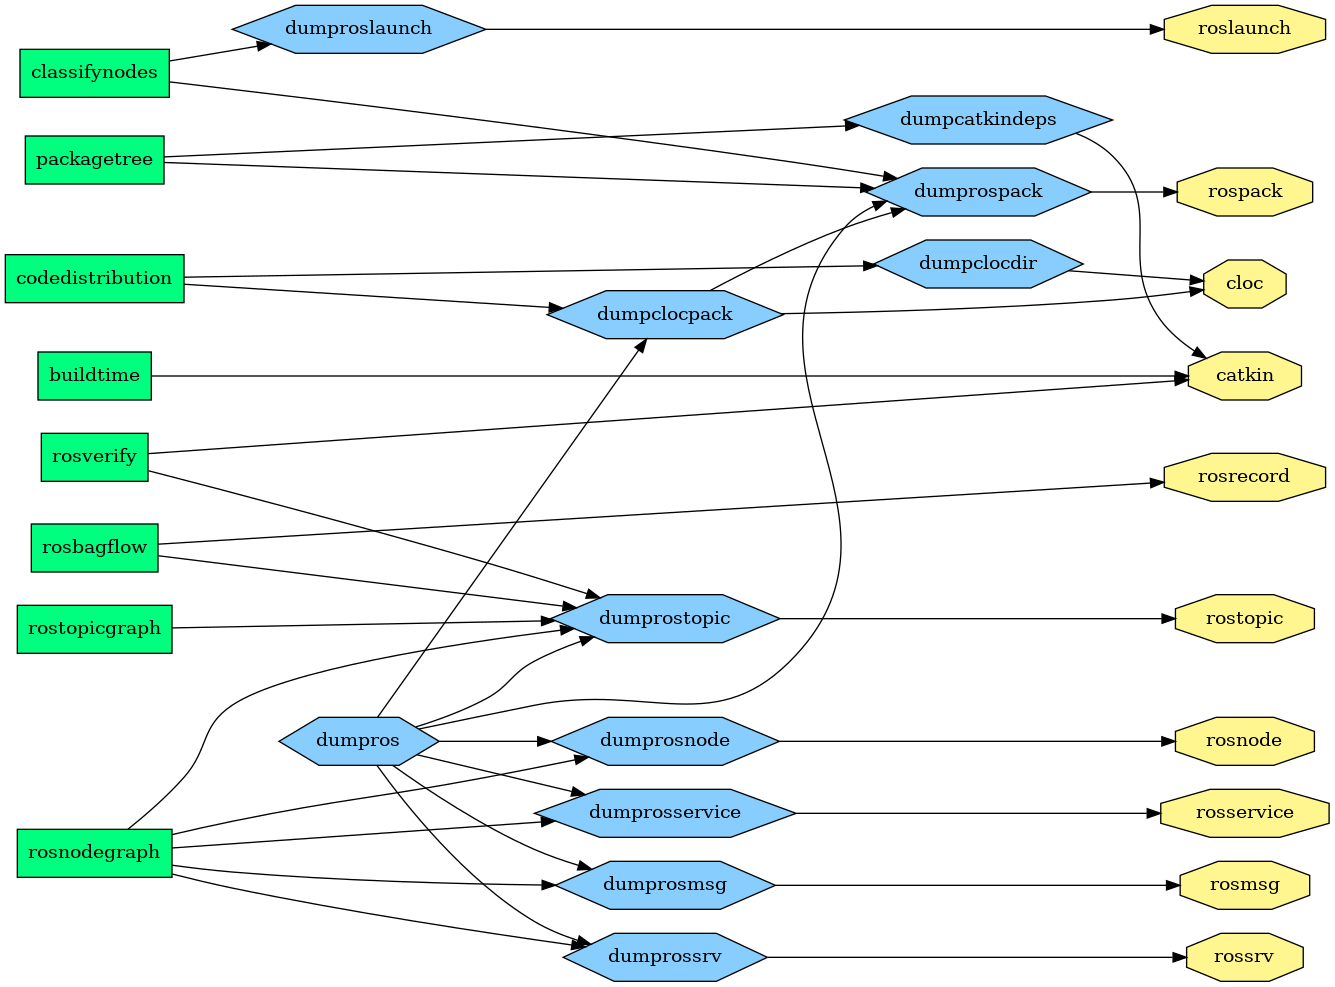 dumproslaunch
roslaunch
classifynodes
dumpcatkindeps
packagetree
dumprospack
rospack
codedistribution
dumpclocdir
cloc
dumpclocpack
buildtime
catkin
rosverify
rosrecord
rosbagflow
rostopicgraph
dumprostopic
rostopic
dumpros
dumprosnode
rosnode
dumprosservice
rosservice
rosnodegraph
dumprosmsg
rosmsg
dumprossrv
rossrv